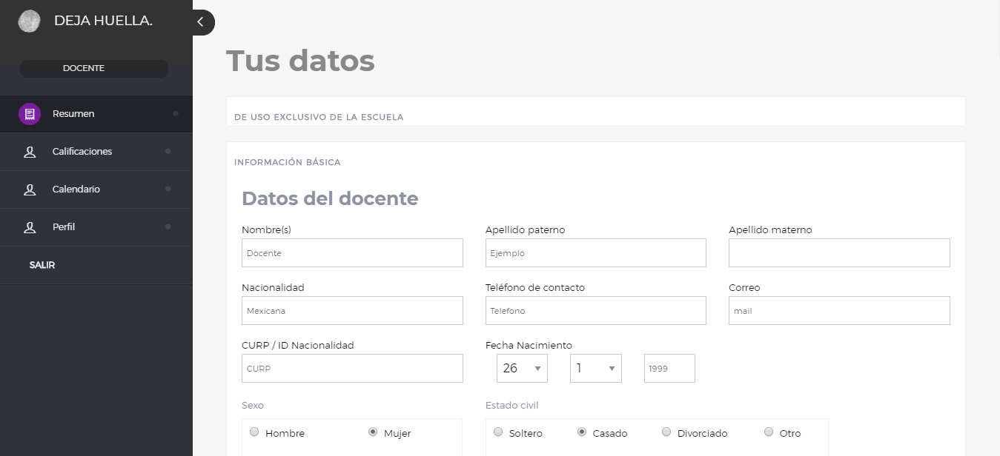 DEJA HUELLA.
DOCENTE
Resumen
Calificaciones
Calendario
Perfil
SALIR
Tus datos
DE USO EXCLUSIVO DE LA ESCUELA
INFORMACIÓN BÁSICA
Datos del docente
Nombre(s) Apellido paterno Apellido materno
Docente Ejemplo
Nacionalidad Teléfono de contacto Correo
Mexicana Telefono mail
CURP / ID Nacionalidad Fecha Nacimiento
CURP 26 1 1999
Sexo Estado civil
Hombre Mujer Soltero Casado Divorciado Otro